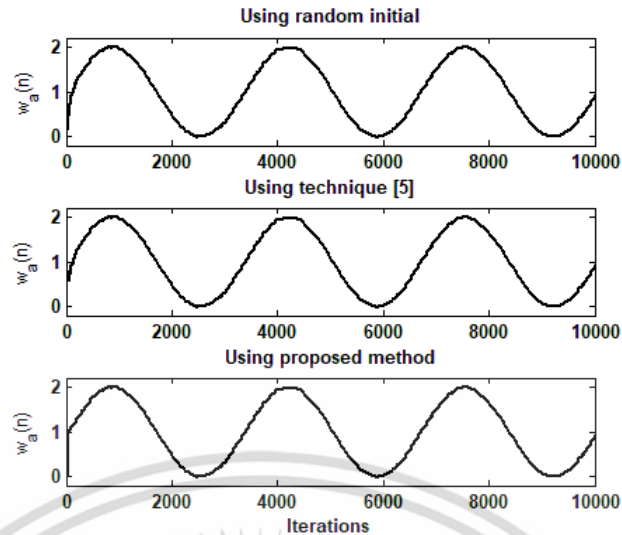 Using random initial
w_a(n)
2
1
0
0 2000 4000 6000 8000 10000
Using technique [5]
w_a(n)
2
1
0
0 2000 4000 6000 8000 10000
Using proposed method
w_a(n)
2
1
0
0 2000 4000 6000 8000 10000
Iterations